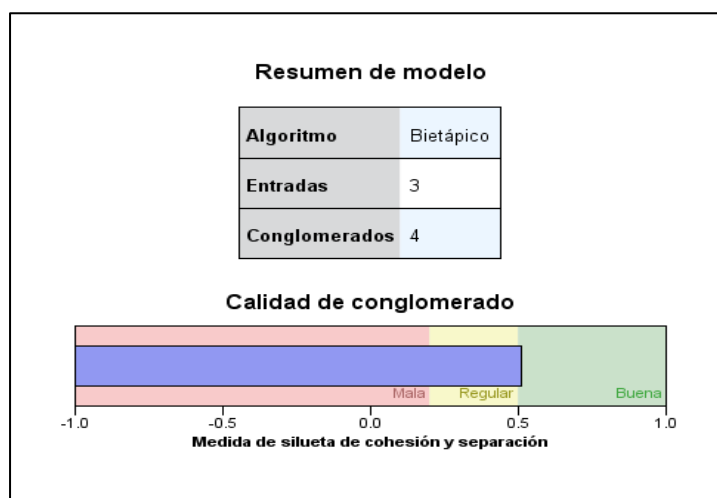 Resumen de modelo
Algoritmo Bietápico
Entradas 3
Conglomerados 4
Calidad de conglomerado
Mala Regular Buena
-1.0 -0.5 0.0 0.5 1.0
Medida de silueta de cohesión y separación